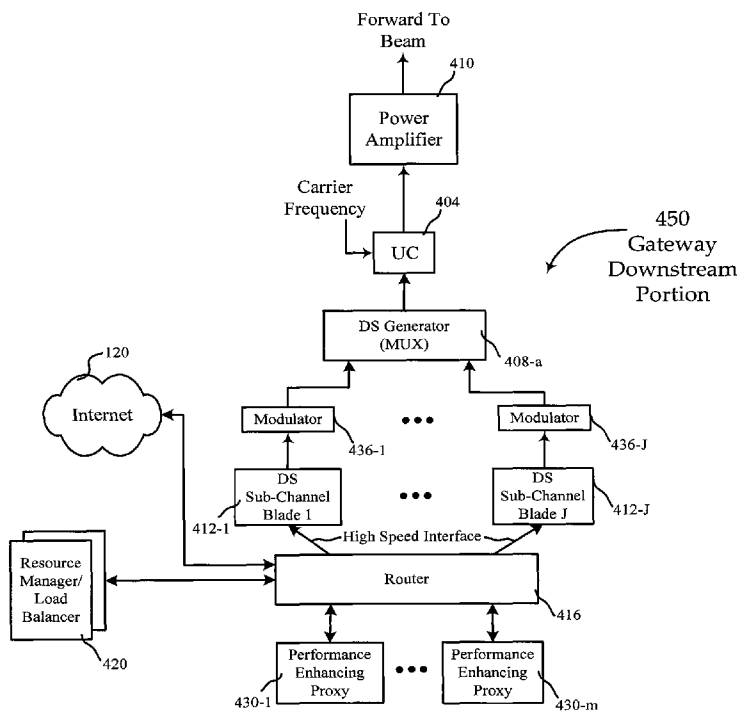 Forward To
Beam
410
Power
Amplifier
Carrier
Frequency
404
UC
450
Gateway
Downstream
Portion
DS Generator
(MUX)
408-a
120
Internet
Modulator
436-1
Modulator
436-J
DS
Sub-Channel
Blade 1
412-1
DS
Sub-Channel
Blade J
412-J
High Speed Interface
Resource
Manager/
Load
Balancer
420
Router
416
Performance
Enhancing
Proxy
430-1
Performance
Enhancing
Proxy
430-m